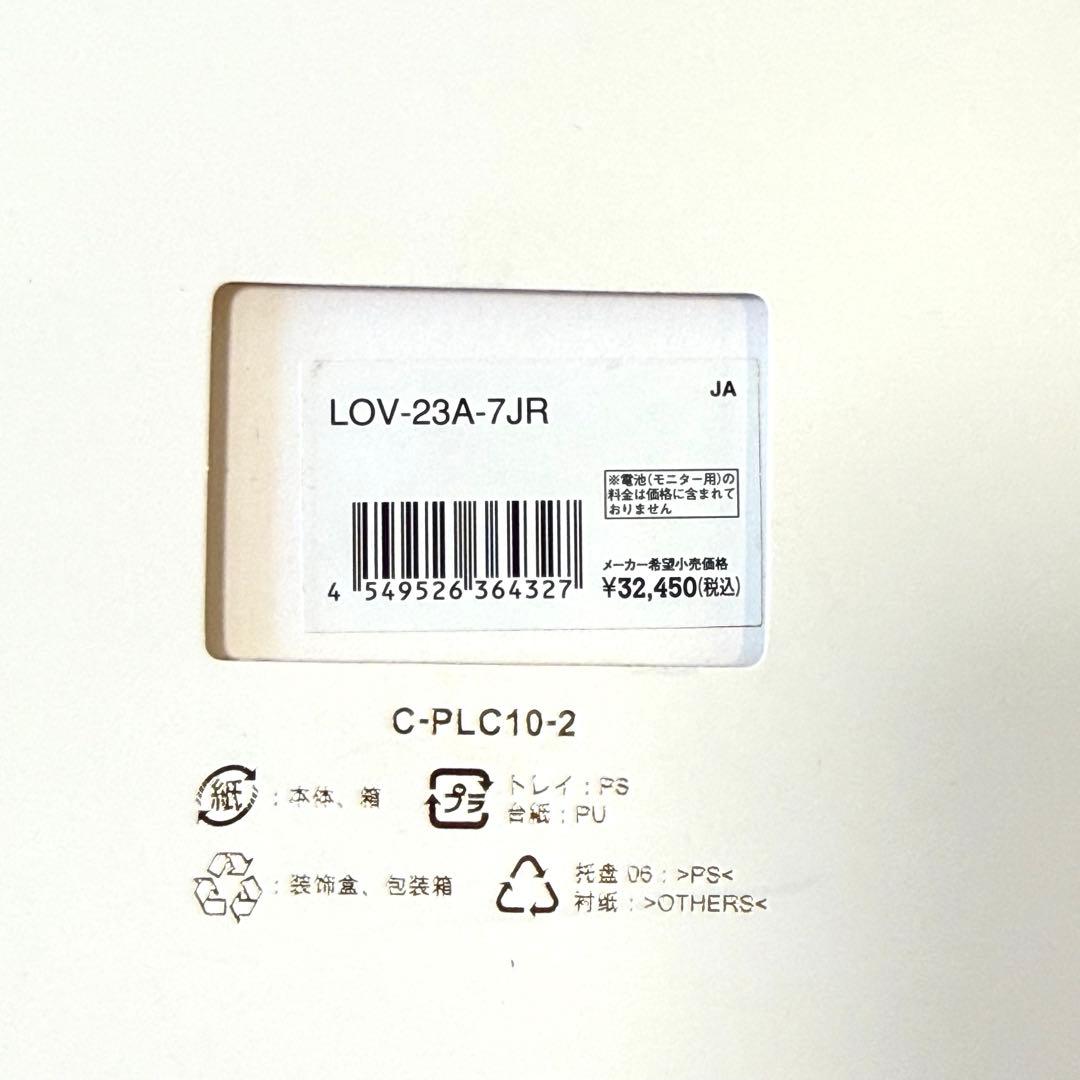 JA
LOV-23A-7JR
※電池(モニター用)の
料金は価格に含まれて
おりません
メーカー希望小売価格
¥32,450(税込)
4 549526 364327
C-PLC10-2
紙 : 本体、箱
プラ トレイ : PS
台紙 : PU
: 装饰盒、包装箱
托盘 06 : >PS<
衬纸 : >OTHERS<